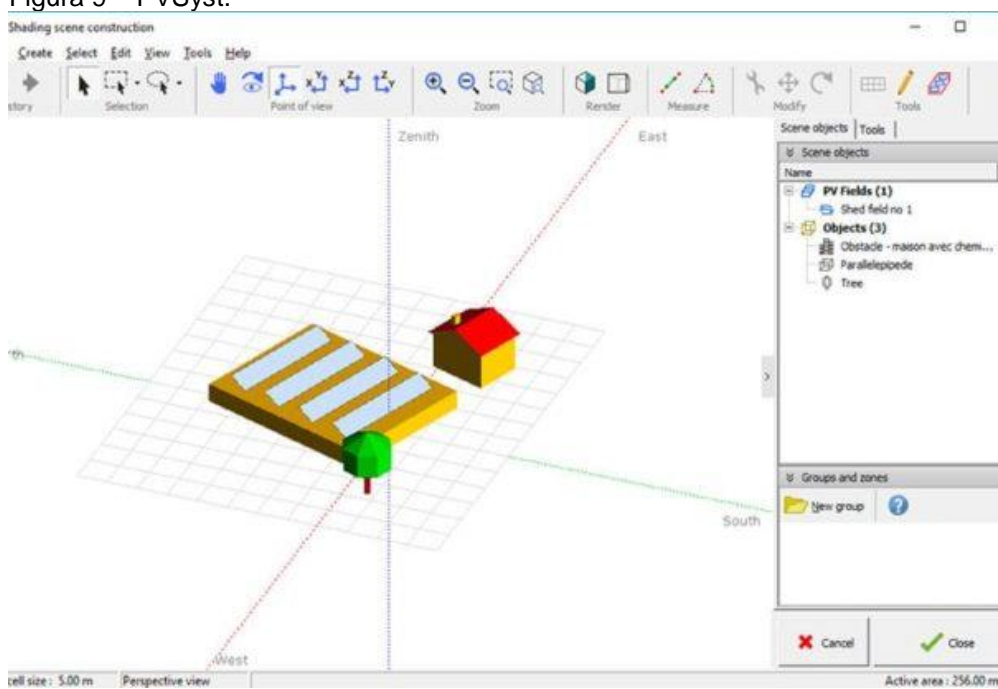 Figura 9 – PVSyst.
Shading scene construction
Create Select Edit View Tools Help
story Selection Point of view Zoom Render Measure Modify Tools
Zenith
East
South
West
Scene objects Tools
Scene objects
Name
PV Fields (1)
Shed field no 1
Objects (3)
Obstacle - maison avec chem...
Parallelepipede
Tree
Groups and zones
New group
Cancel Close
cell size : 5.00 m Perspective view Active area : 256.00 m